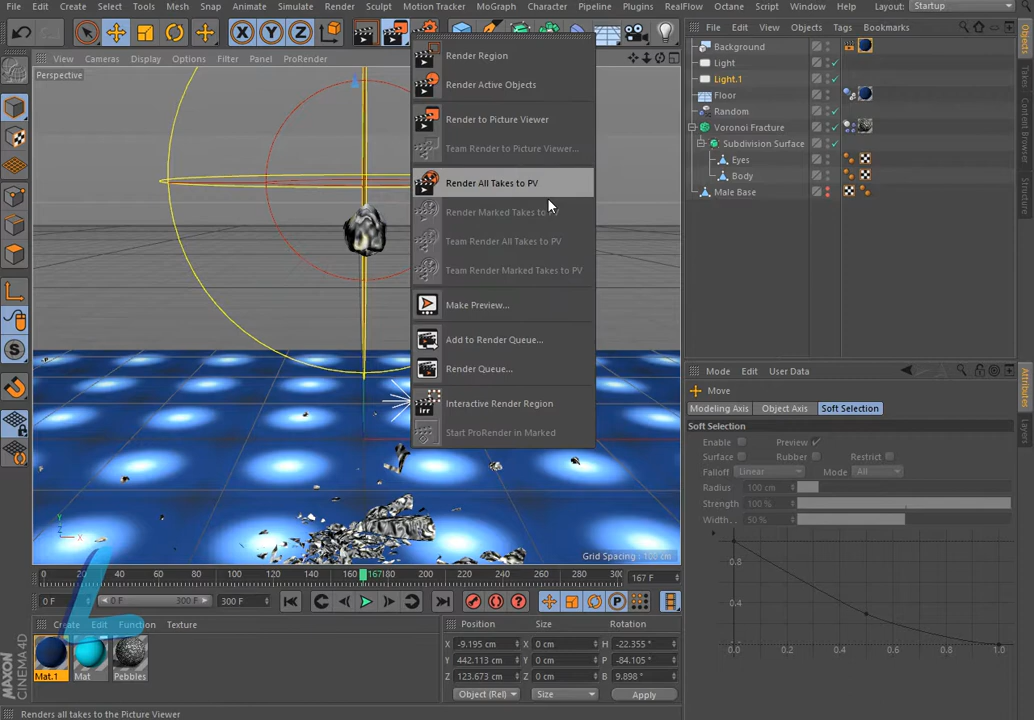 File Edit Create Select Tools Mesh Snap Animate Simulate Render Sculpt Motion Tracker MoGraph Character Pipeline Plugins RealFlow Octane Script Window Help Layout: Startup
X Y Z
View Cameras Display Options Filter Panel ProRender
Perspective
Render Region
Render Active Objects
Render to Picture Viewer
Team Render to Picture Viewer...
Render All Takes to PV
Render Marked Takes to
Team Render All Takes to PV
Team Render Marked Takes to PV
Make Preview...
Add to Render Queue...
Render Queue...
irr Interactive Render Region
Start ProRender in Marked
File Edit View Objects Tags Bookmarks
Background
Light
Light.1
Floor
Random
Voronoi Fracture
Subdivision Surface
Eyes
Body
Male Base
Objects
Takes
Content Browser
Structure
Mode Edit User Data
Move
Modeling Axis Object Axis Soft Selection
Soft Selection
Enable Preview
Surface Rubber Restrict
Falloff Linear Mode All
Radius 100 cm
Strength 100 %
Width.. 50 %
0.8
0.4
0.0 0.2 0.4 0.6 0.8 1.0
Attributes
Layers
S
Y
Z X
Grid Spacing : 100 cm
0 20 40 60 80 100 120 140 160 167 180 200 220 240 260 280 300 167 F
0 F 0 F 300 F 300 F
P
Create Edit Function Texture
Mat.1 Mat Pebbles
MAXON
CINEMA 4D
Position Size Rotation
X -9.195 cm X 0 cm H -22.355 °
Y 442.113 cm Y 0 cm P -84.105 °
Z 123.673 cm Z 0 cm B 9.898 °
Object (Rel) Size Apply
Renders all takes to the Picture Viewer